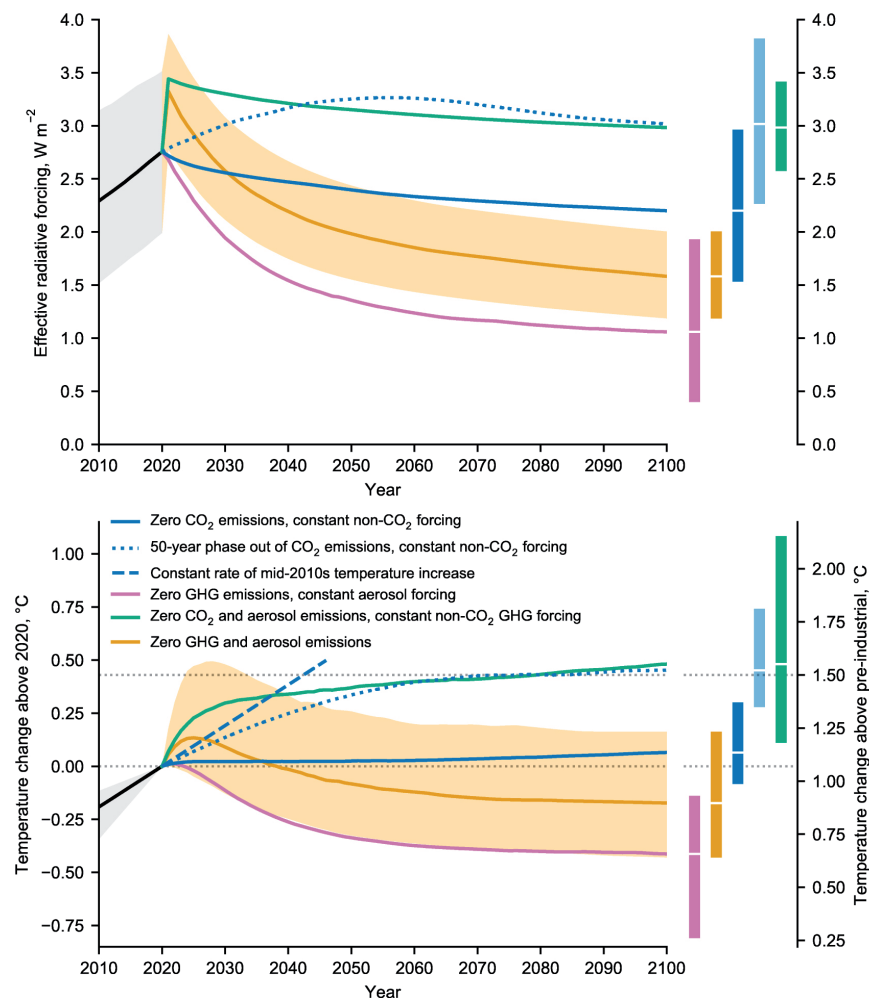 Effective radiative forcing, W m⁻²
4.0 4.0
3.5 3.5
3.0 3.0
2.5 2.5
2.0 2.0
1.5 1.5
1.0 1.0
0.5 0.5
0.0 0.0
2010 2020 2030 2040 2050 2060 2070 2080 2090 2100
Year
Zero CO₂ emissions, constant non-CO₂ forcing
50-year phase out of CO₂ emissions, constant non-CO₂ forcing
Constant rate of mid-2010s temperature increase
Zero GHG emissions, constant aerosol forcing
Zero CO₂ and aerosol emissions, constant non-CO₂ GHG forcing
Zero GHG and aerosol emissions
Temperature change above 2020, °C
1.00
0.75
0.50
0.25
0.00
−0.25
−0.50
−0.75
Temperature change above pre-industrial, °C
2.00
1.75
1.50
1.25
1.00
0.75
0.50
0.25
2010 2020 2030 2040 2050 2060 2070 2080 2090 2100
Year